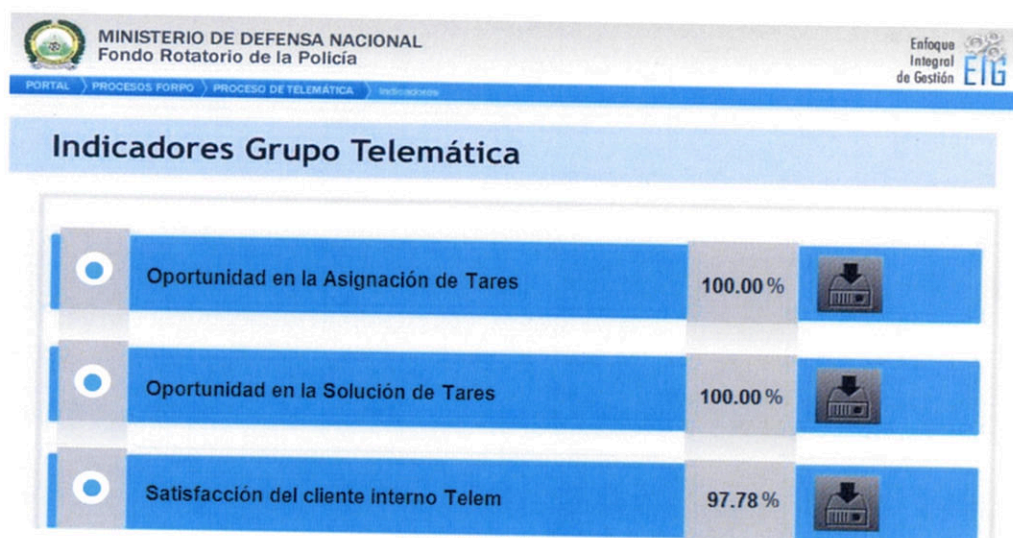 MINISTERIO DE DEFENSA NACIONAL
Fondo Rotatorio de la Policía
Enfoque
Integral
de Gestión
EIG
PORTAL
PROCESOS FORPO
PROCESO DE TELEMÁTICA
Indicadores
Indicadores Grupo Telemática
Oportunidad en la Asignación de Tares 100.00 %
Oportunidad en la Solución de Tares 100.00 %
Satisfacción del cliente interno Telem 97.78 %